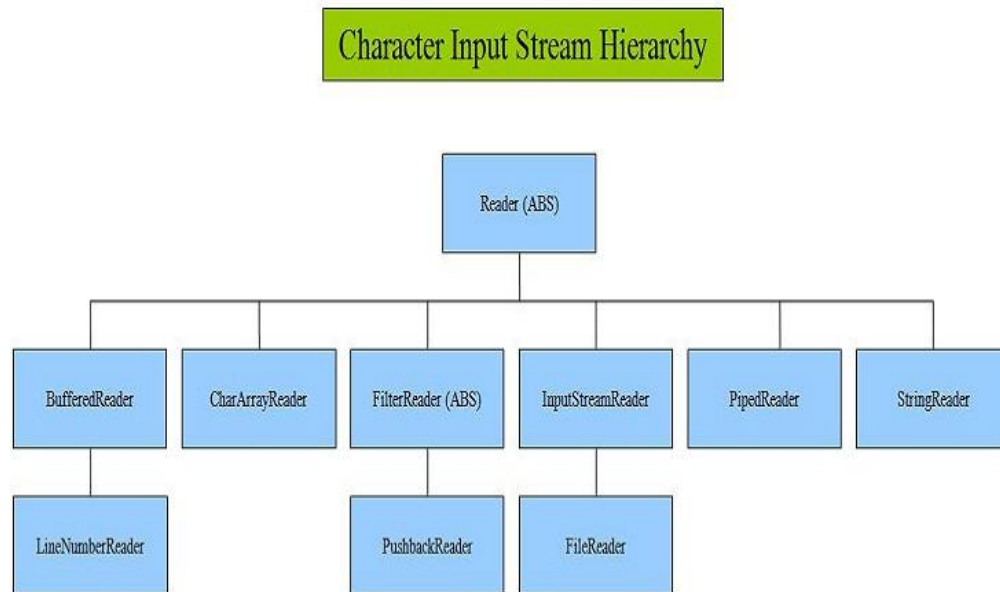 Character Input Stream Hierarchy
Reader (ABS)
BufferedReader
CharArrayReader
FilterReader (ABS)
InputStreamReader
PipedReader
StringReader
LineNumberReader
PushbackReader
FileReader